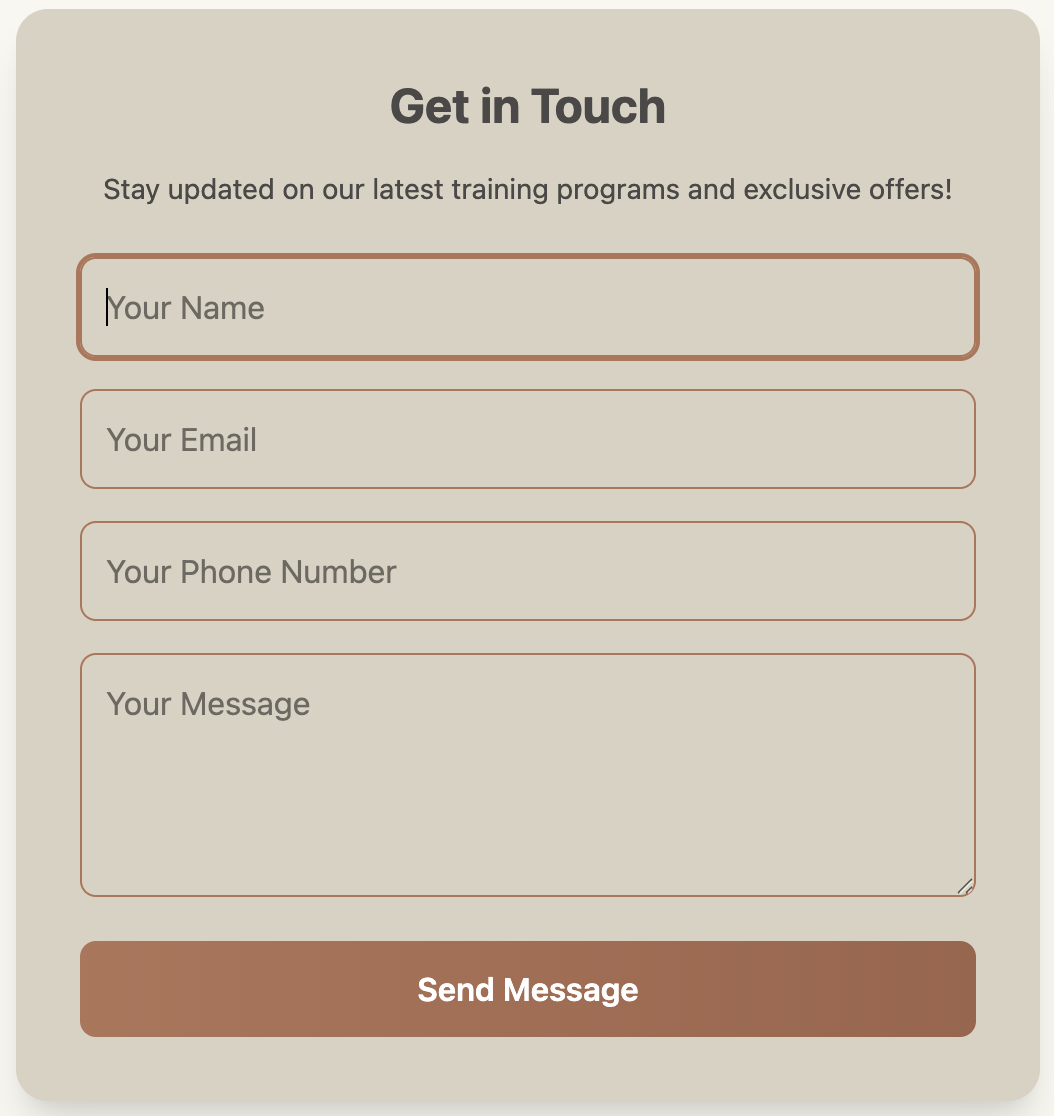 Get in Touch
Stay updated on our latest training programs and exclusive offers!
Your Name
Your Email
Your Phone Number
Your Message
Send Message